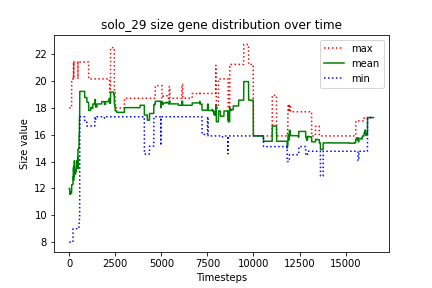 solo_29 size gene distribution over time
Size value
22
20
18
16
14
12
10
8
max
mean
min
0
2500
5000
7500
10000
12500
15000
Timesteps